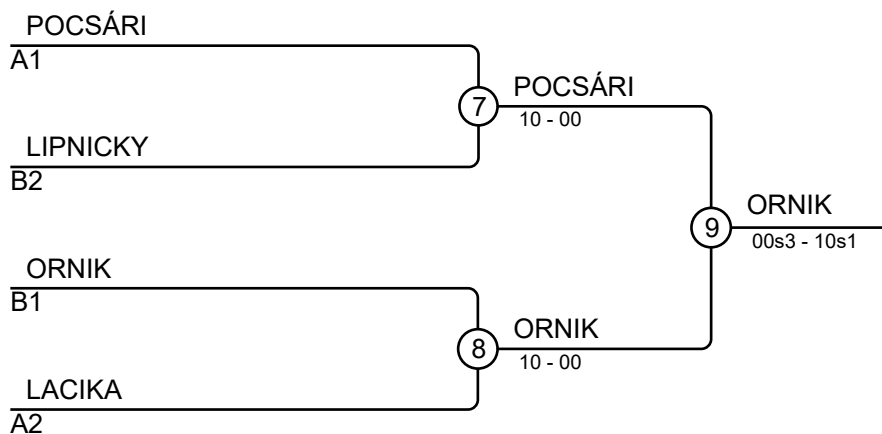 POCSÁRI
A1
7
POCSÁRI
10 - 00
LIPNICKY
B2
9
ORNIK
00s3 - 10s1
ORNIK
B1
8
ORNIK
10 - 00
LACIKA
A2